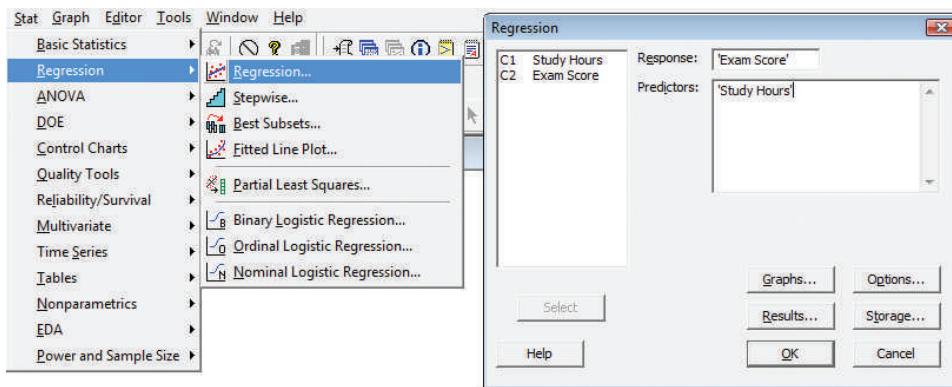 Stat Graph Editor Tools Window Help
Basic Statistics
Regression
ANOVA
DOE
Control Charts
Quality Tools
Reliability/Survival
Multivariate
Time Series
Tables
Nonparametrics
EDA
Power and Sample Size
Regression...
Stepwise...
Best Subsets...
Fitted Line Plot...
Partial Least Squares...
B Binary Logistic Regression...
O Ordinal Logistic Regression...
N Nominal Logistic Regression...
Regression
C1 Study Hours
C2 Exam Score
Response: 'Exam Score'
Predictors: 'Study Hours'
Graphs... Options...
Select
Results... Storage...
Help OK Cancel